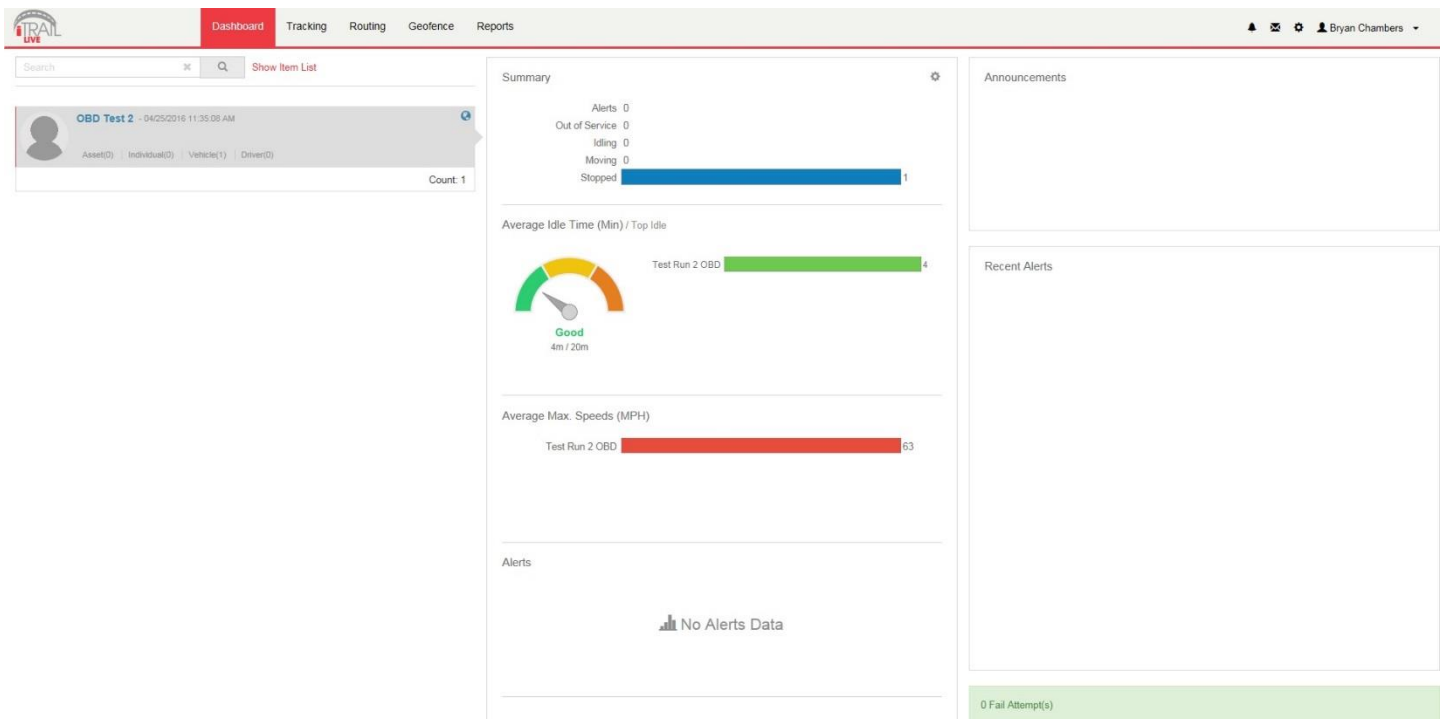 iTRAIL
LIVE
Dashboard Tracking Routing Geofence Reports
Bryan Chambers
Search Show Item List
OBD Test 2 - 04/25/2016 11:35:08 AM
Asset(0) Individual(0) Vehicle(1) Driver(0)
Count: 1
Summary
Alerts 0
Out of Service 0
Idling 0
Moving 0
Stopped 1
Average Idle Time (Min) / Top Idle
Test Run 2 OBD 4
Good
4m / 20m
Average Max. Speeds (MPH)
Test Run 2 OBD 63
Alerts
No Alerts Data
Announcements
Recent Alerts
0 Fail Attempt(s)